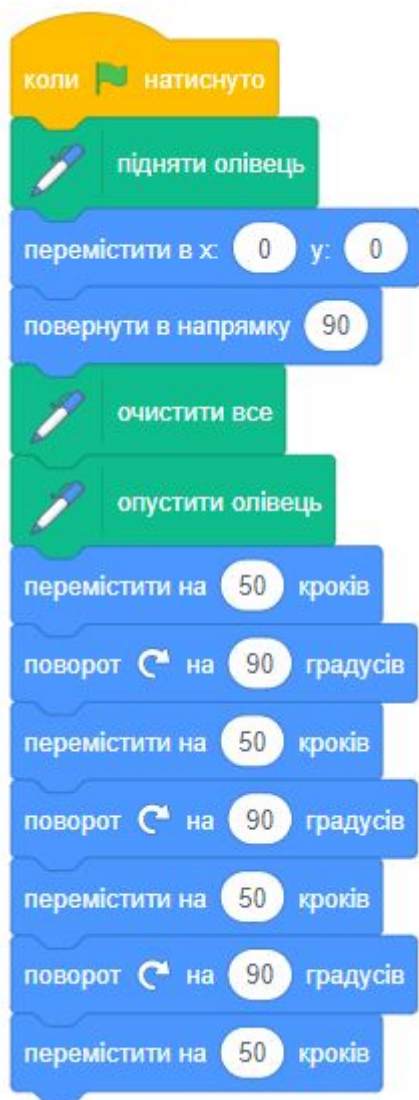 коли натиснуто
підняти олівець
перемістити в x: 0 y: 0
повернути в напрямку 90
очистити все
опустити олівець
перемістити на 50 кроків
поворот на 90 градусів
перемістити на 50 кроків
поворот на 90 градусів
перемістити на 50 кроків
поворот на 90 градусів
перемістити на 50 кроків